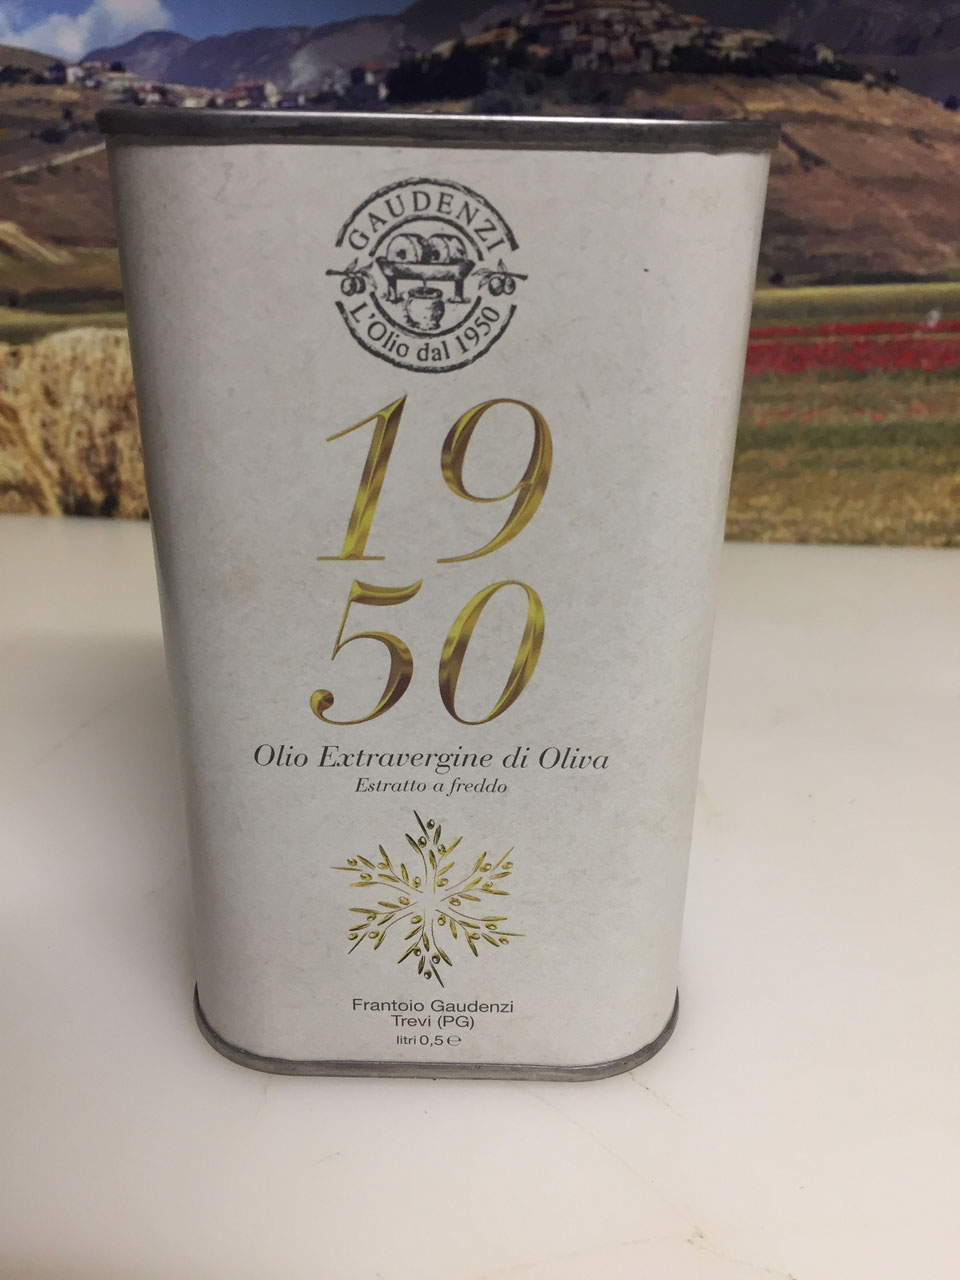 GAUDENZI
L'Olio dal 1950
19
50
Olio Extravergine di Oliva
Estratto a freddo
Frantoio Gaudenzi
Trevi (PG)
litri 0,5 ℮